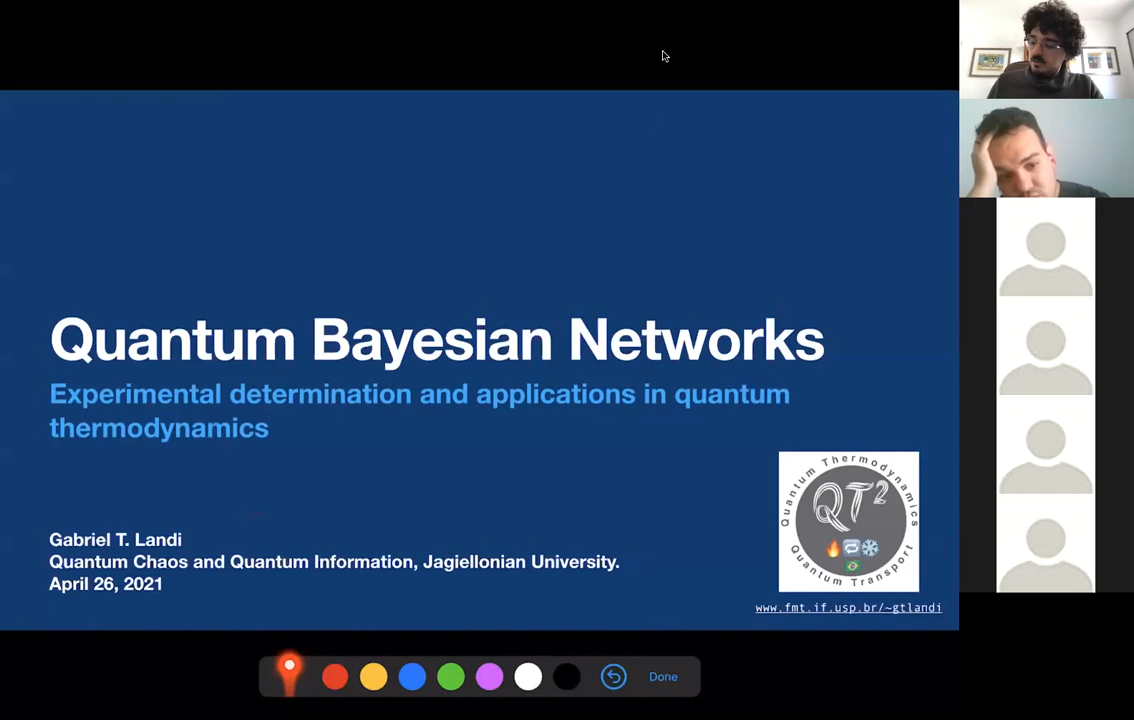 Quantum Bayesian Networks
Experimental determination and applications in quantum
thermodynamics
Gabriel T. Landi
Quantum Chaos and Quantum Information, Jagiellonian University.
April 26, 2021
Quantum Thermodynamics
QT2
Quantum Transport
www.fmt.if.usp.br/~gtlandi
Done